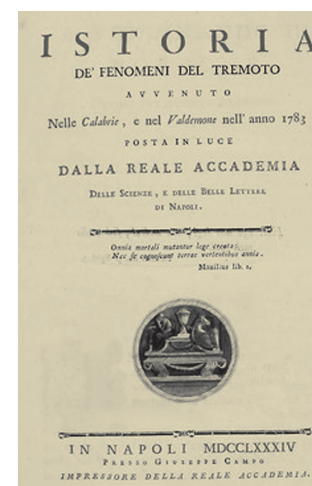 ISTORIA
DE' FENOMENI DEL TREMOTO
AVVENUTO
Nelle Calabrie, e nel Valdemone nell' anno 1783
POSTA IN LUCE
DALLA REALE ACCADEMIA
DELLE SCIENZE, E DELLE BELLE LETTERE
DI NAPOLI.
Omnia mortali mutantur lege creata;
Nec se cognoscunt terrae vertentibus annis.
Manilius lib. 1.
IN NAPOLI MDCCLXXXIV
PRESSO GIUSEPPE CAMPO
IMPRESSORE DELLA REALE ACCADEMIA.